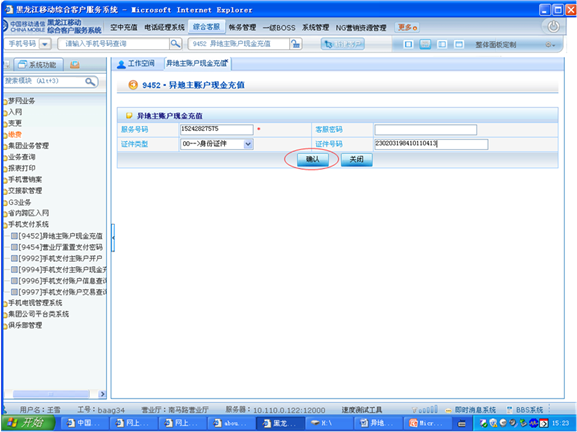 黑龙江移动综合客户服务系统 - Microsoft Internet Explorer
中国移动通信 CHINA MOBILE 黑龙江移动 综合客户服务系统
空中充值 电话经理系统 综合客服 帐务管理 一级BOSS 系统管理 NG营销资源管理 更多
手机号码 请输入手机号码查询 9452 异地主账户现金充值 整体面板定制
系统功能 工作空间 异地主账户现金充值
搜索模块 (Alt+3)
9452·异地主账户现金充值
梦网业务
入网
变更
缴费
集团业务管理
业务查询
报表打印
手机营销案
交接款管理
G3业务
省内跨区入网
手机支付系统
[9452]异地主账户现金充值
[9454]营业厅重置支付密码
[9992]手机支付主账户开户
[9994]手机支付主账户现金充
[9996]手机支付账户信息查询
[9997]手机支付账户交易查询
手机电视管理系统
集团公司平台类系统
俱乐部管理
异地主账户现金充值
服务号码 15242827575 * 客服密码
证件类型 00-->身份证件 证件号码 230203198410110413
确认 关闭
用户名：王雪 工号：baag34 营业厅：南马路营业厅 服务器：10.110.0.122:12000 速度测试工具 即时消息系统 BBS系统
开始 中国... 网上... 网上... abou... 黑龙... H:\ 异地... Micr... 15:23